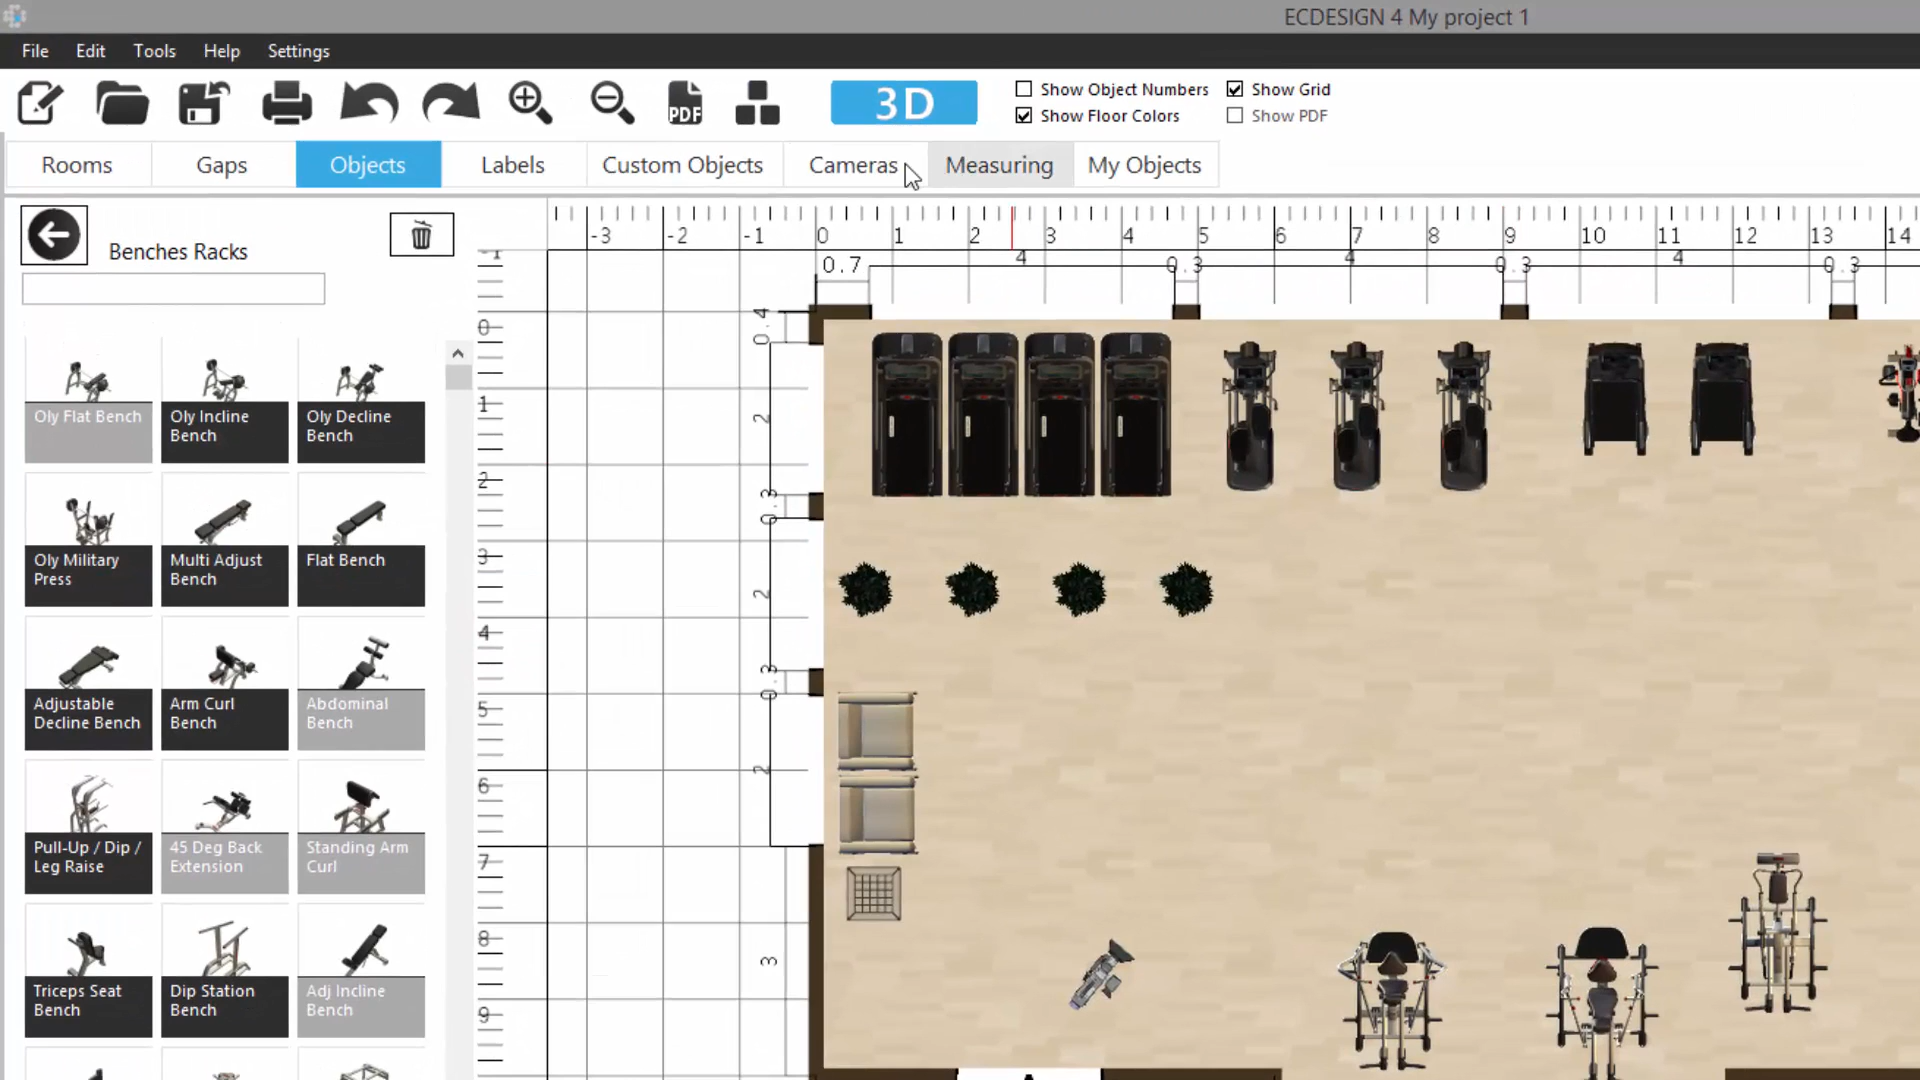 ECDESIGN 4 My project 1
File Edit Tools Help Settings
PDF
3D
Show Object Numbers
Show Grid
Show Floor Colors
Show PDF
Rooms Gaps Objects Labels Custom Objects Cameras Measuring My Objects
Benches Racks
-3 -2 -1 0 1 2 3 4 5 6 7 8 9 10 11 12 13 14
0.7 4 0.3 4 0.3 4 0.3
Oly Flat Bench
Oly Incline
Bench
Oly Decline
Bench
Oly Military
Press
Multi Adjust
Bench
Flat Bench
Adjustable
Decline Bench
Arm Curl
Bench
Abdominal
Bench
Pull-Up / Dip /
Leg Raise
45 Deg Back
Extension
Standing Arm
Curl
Triceps Seat
Bench
Dip Station
Bench
Adj Incline
Bench
-1
0
1
2
3
4
5
6
7
8
9
0.4
2
0.3
2
0.3
2
3